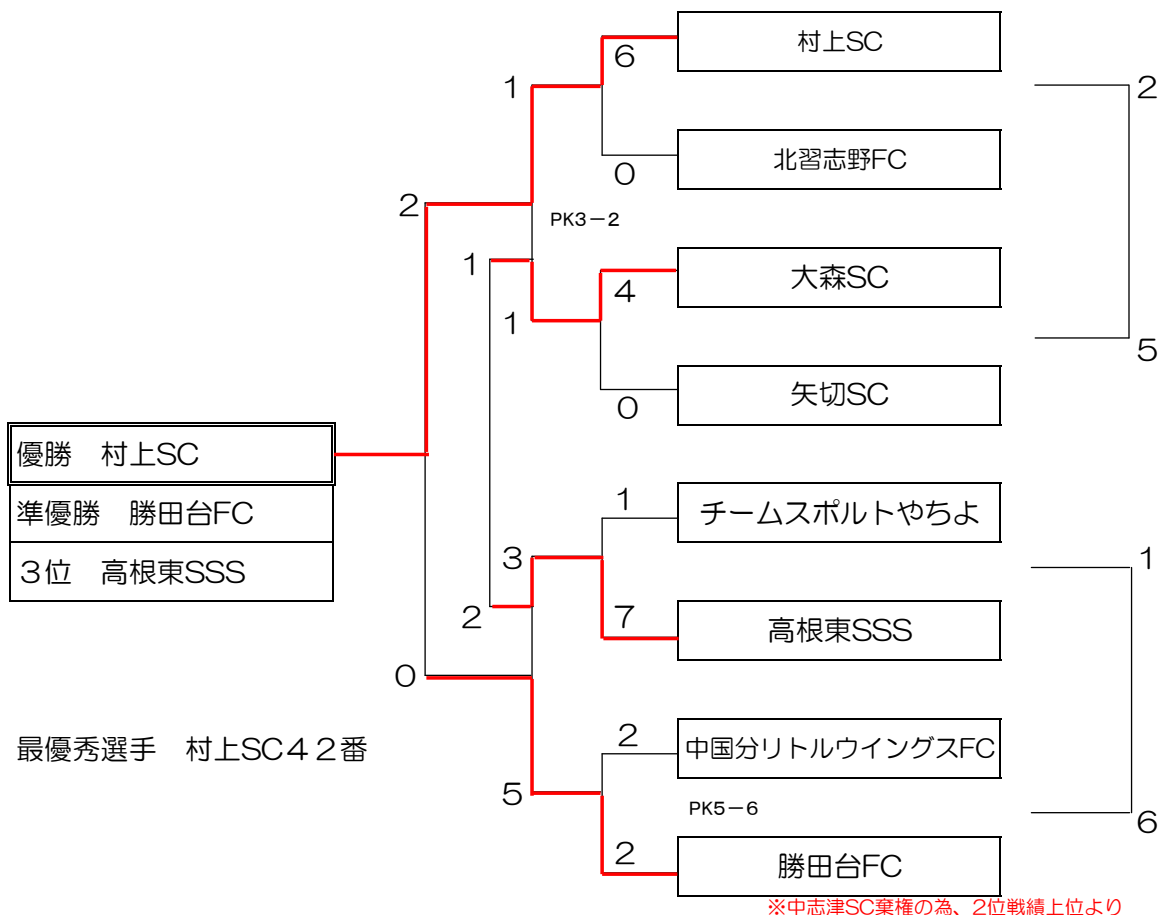 村上SC
6
1
2
北習志野FC
0
2
PK3－2
1
大森SC
4
1
5
矢切SC
0
優勝　村上SC
準優勝　勝田台FC
３位　高根東SSS
1
チームスポルトやちよ
3
1
2
7
高根東SSS
0
2
中国分リトルウイングスFC
最優秀選手　村上SC４２番
5
PK5－6
6
2
勝田台FC
※中志津SC棄権の為、2位戦績上位より